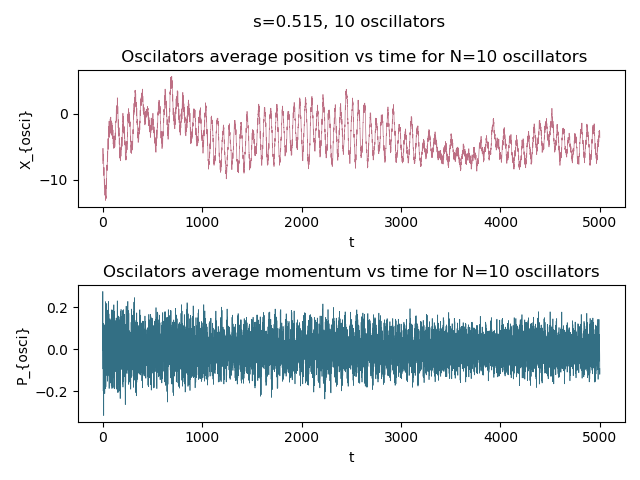 s=0.515, 10 oscillators
Oscilators average position vs time for N=10 oscillators
X_{osci}
0
−10
0
1000
2000
3000
4000
5000
t
Oscilators average momentum vs time for N=10 oscillators
P_{osci}
0.2
0.0
−0.2
0
1000
2000
3000
4000
5000
t